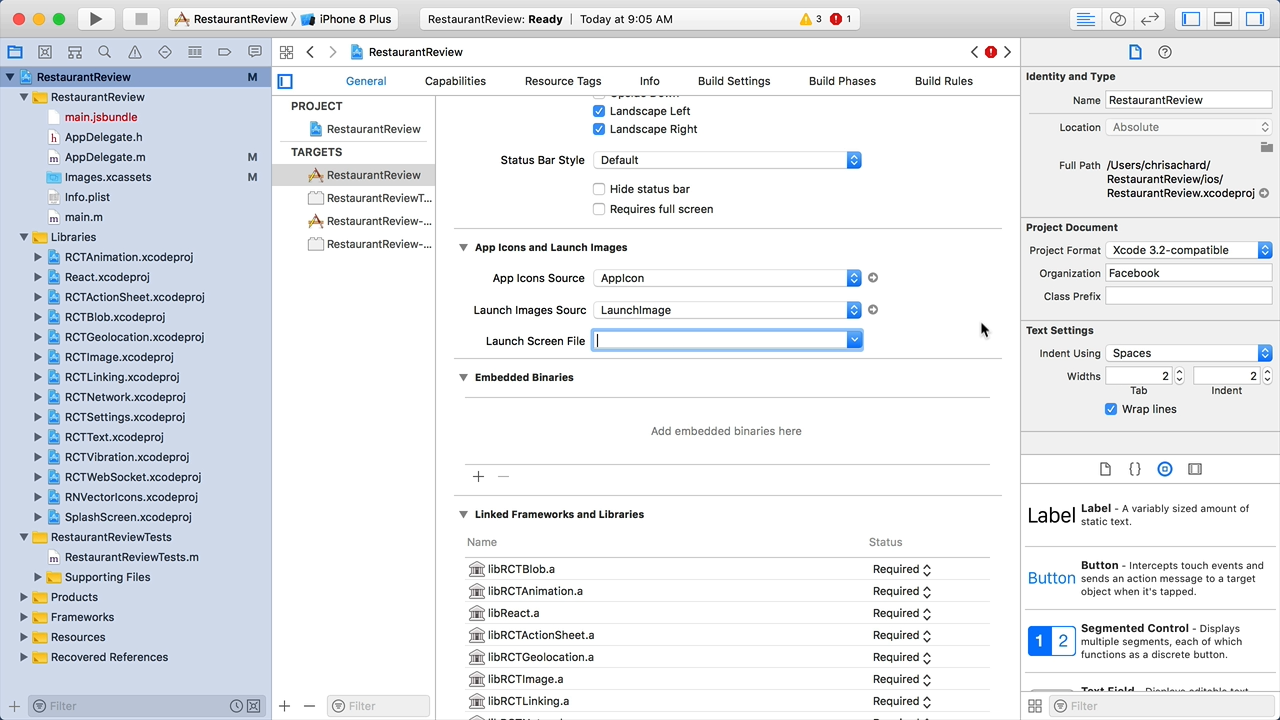 RestaurantReview
iPhone 8 Plus
RestaurantReview: Ready
Today at 9:05 AM
3
1
RestaurantReview
M
RestaurantReview
main.jsbundle
AppDelegate.h
AppDelegate.m
M
Images.xcassets
M
Info.plist
main.m
Libraries
RCTAnimation.xcodeproj
React.xcodeproj
RCTActionSheet.xcodeproj
RCTBlob.xcodeproj
RCTGeolocation.xcodeproj
RCTImage.xcodeproj
RCTLinking.xcodeproj
RCTNetwork.xcodeproj
RCTSettings.xcodeproj
RCTText.xcodeproj
RCTVibration.xcodeproj
RCTWebSocket.xcodeproj
RNVectorIcons.xcodeproj
SplashScreen.xcodeproj
RestaurantReviewTests
RestaurantReviewTests.m
Supporting Files
Products
Frameworks
Resources
Recovered References
Filter
RestaurantReview
General
Capabilities
Resource Tags
Info
Build Settings
Build Phases
Build Rules
PROJECT
RestaurantReview
TARGETS
RestaurantReview
RestaurantReviewT...
RestaurantReview-...
RestaurantReview-...
Filter
Upside Down
Landscape Left
Landscape Right
Status Bar Style
Default
Hide status bar
Requires full screen
App Icons and Launch Images
App Icons Source
AppIcon
Launch Images Sourc
LaunchImage
Launch Screen File
Embedded Binaries
Add embedded binaries here
Linked Frameworks and Libraries
Name
Status
libRCTBlob.a
Required
libRCTAnimation.a
Required
libReact.a
Required
libRCTActionSheet.a
Required
libRCTGeolocation.a
Required
libRCTImage.a
Required
libRCTLinking.a
Required
Identity and Type
Name
RestaurantReview
Location
Absolute
Full Path
/Users/chrisachard/
RestaurantReview/ios/
RestaurantReview.xcodeproj
Project Document
Project Format
Xcode 3.2-compatible
Organization
Facebook
Class Prefix
Text Settings
Indent Using
Spaces
Widths
2
2
Tab
Indent
Wrap lines
Label
Label - A variably sized amount of
static text.
Button
Button - Intercepts touch events and
sends an action message to a target
object when it's tapped.
1 2
Segmented Control - Displays
multiple segments, each of which
functions as a discrete button.
Text Field - Displays editable text
Filter